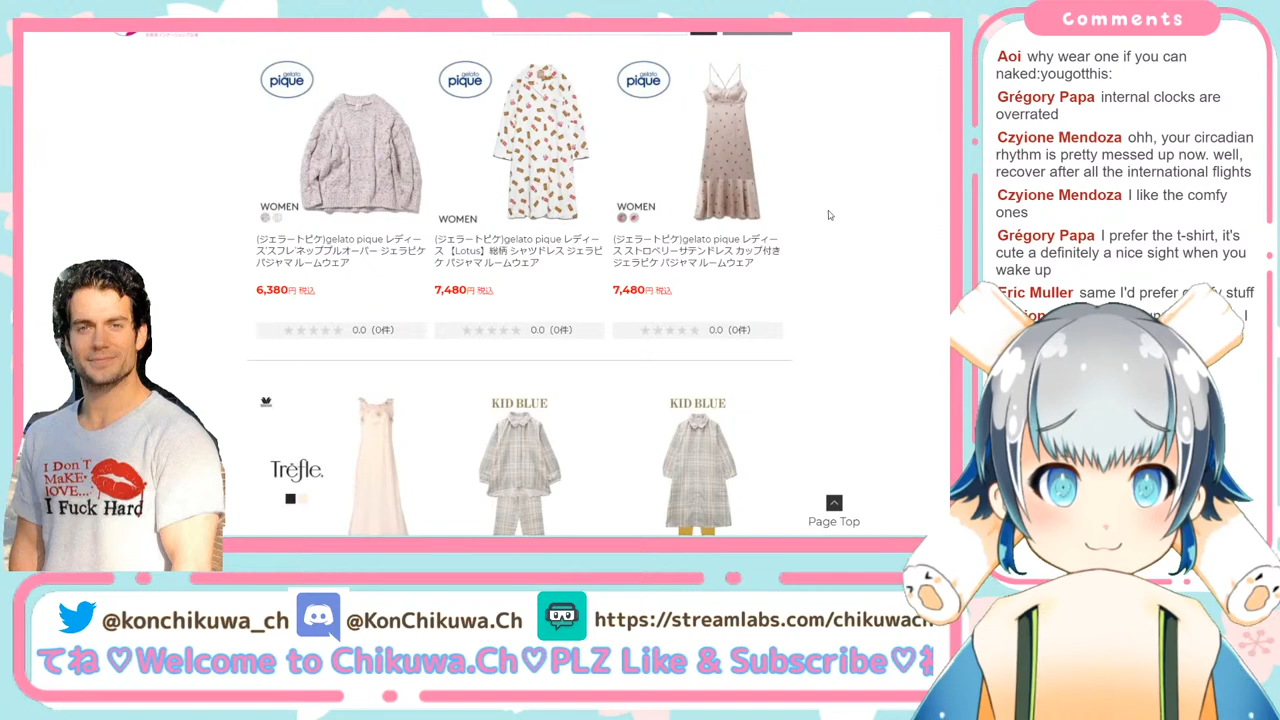 gelato
pique
gelato
pique
gelato
pique
WOMEN
WOMEN
WOMEN
(ジェラートピケ)gelato pique レディー
ス'スフレ'ネップブルオーバー ジェラピケ
パジャマ ルームウェア
6,380円 税込
0.0（0件）
(ジェラートピケ)gelato pique レディー
ス 【Lotus】総柄 シャツドレス ジェラピ
ケ パジャマ ルームウェア
7,480円 税込
0.0（0件）
(ジェラートピケ)gelato pique レディー
ス ストロベリーサテンドレス カップ付き
ジェラピケ パジャマ ルームウェア
7,480円 税込
0.0（0件）
Tréfle.
KID BLUE
KID BLUE
Page Top
I Don'T
MaKE
lOVE...
I Fuck Hard
Comments
Aoi why wear one if you can
naked:yougotthis:
Grégory Papa internal clocks are
overrated
Czyione Mendoza ohh, your circadian
rhythm is pretty messed up now. well,
recover after all the international flights
Czyione Mendoza I like the comfy
ones
Grégory Papa I prefer the t-shirt, it's
cute a definitely a nice sight when you
wake up
Eric Muller same I'd prefer comfy stuff
@konchikuwa_ch
@KonChikuwa.Ch
https://streamlabs.com/chikuwach
てね ♡Welcome to Chikuwa.Ch♡PLZ Like & Subscribe♡